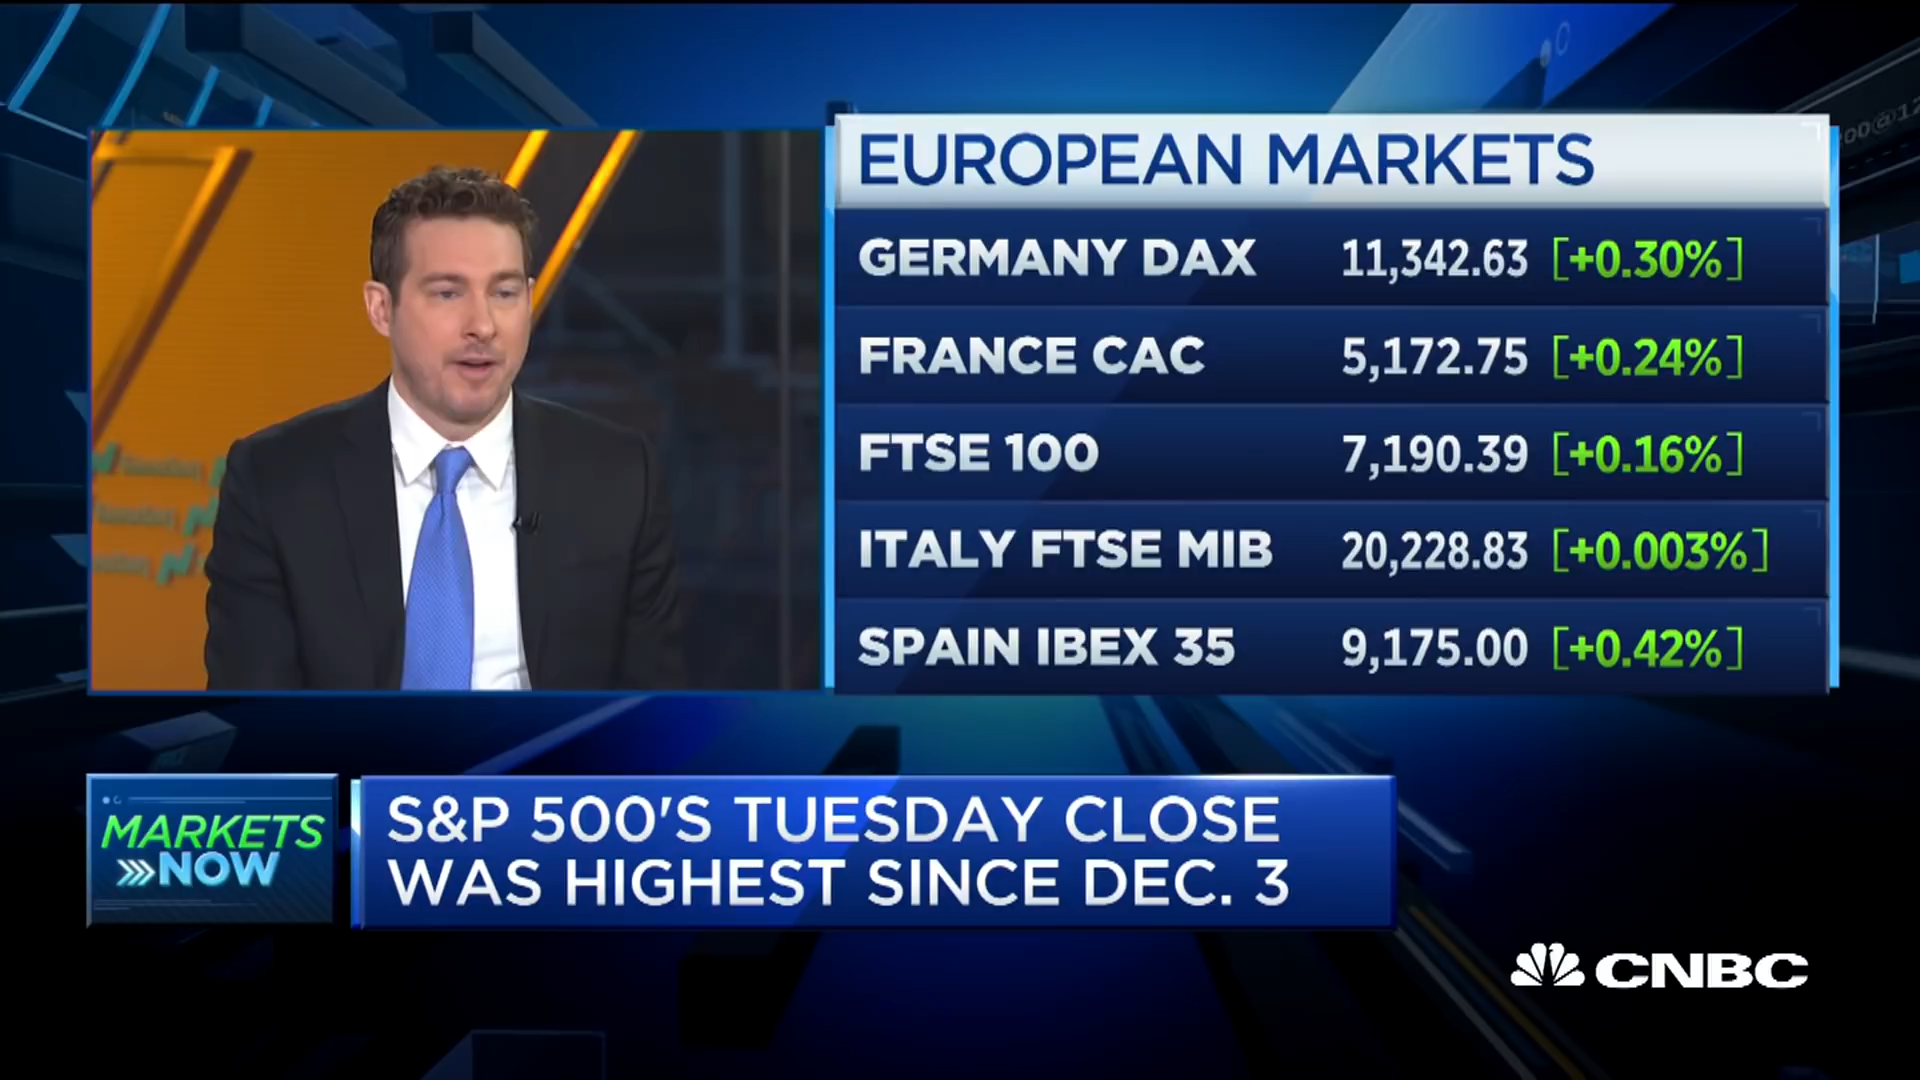 EUROPEAN MARKETS
GERMANY DAX 11,342.63 [+0.30%]
FRANCE CAC 5,172.75 [+0.24%]
FTSE 100 7,190.39 [+0.16%]
ITALY FTSE MIB 20,228.83 [+0.003%]
SPAIN IBEX 35 9,175.00 [+0.42%]
MARKETS
NOW
S&P 500'S TUESDAY CLOSE
WAS HIGHEST SINCE DEC. 3
CNBC